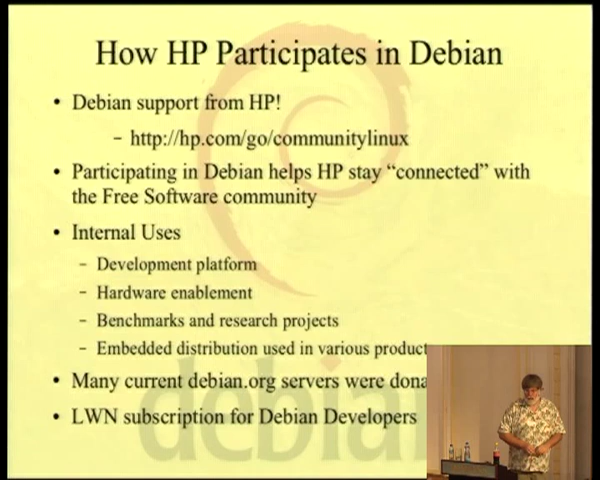 How HP Participates in Debian
• Debian support from HP!
– http://hp.com/go/communitylinux
• Participating in Debian helps HP stay “connected” with
the Free Software community
• Internal Uses
– Development platform
– Hardware enablement
– Benchmarks and research projects
– Embedded distribution used in various product
• Many current debian.org servers were dona
• LWN subscription for Debian Developers
debian